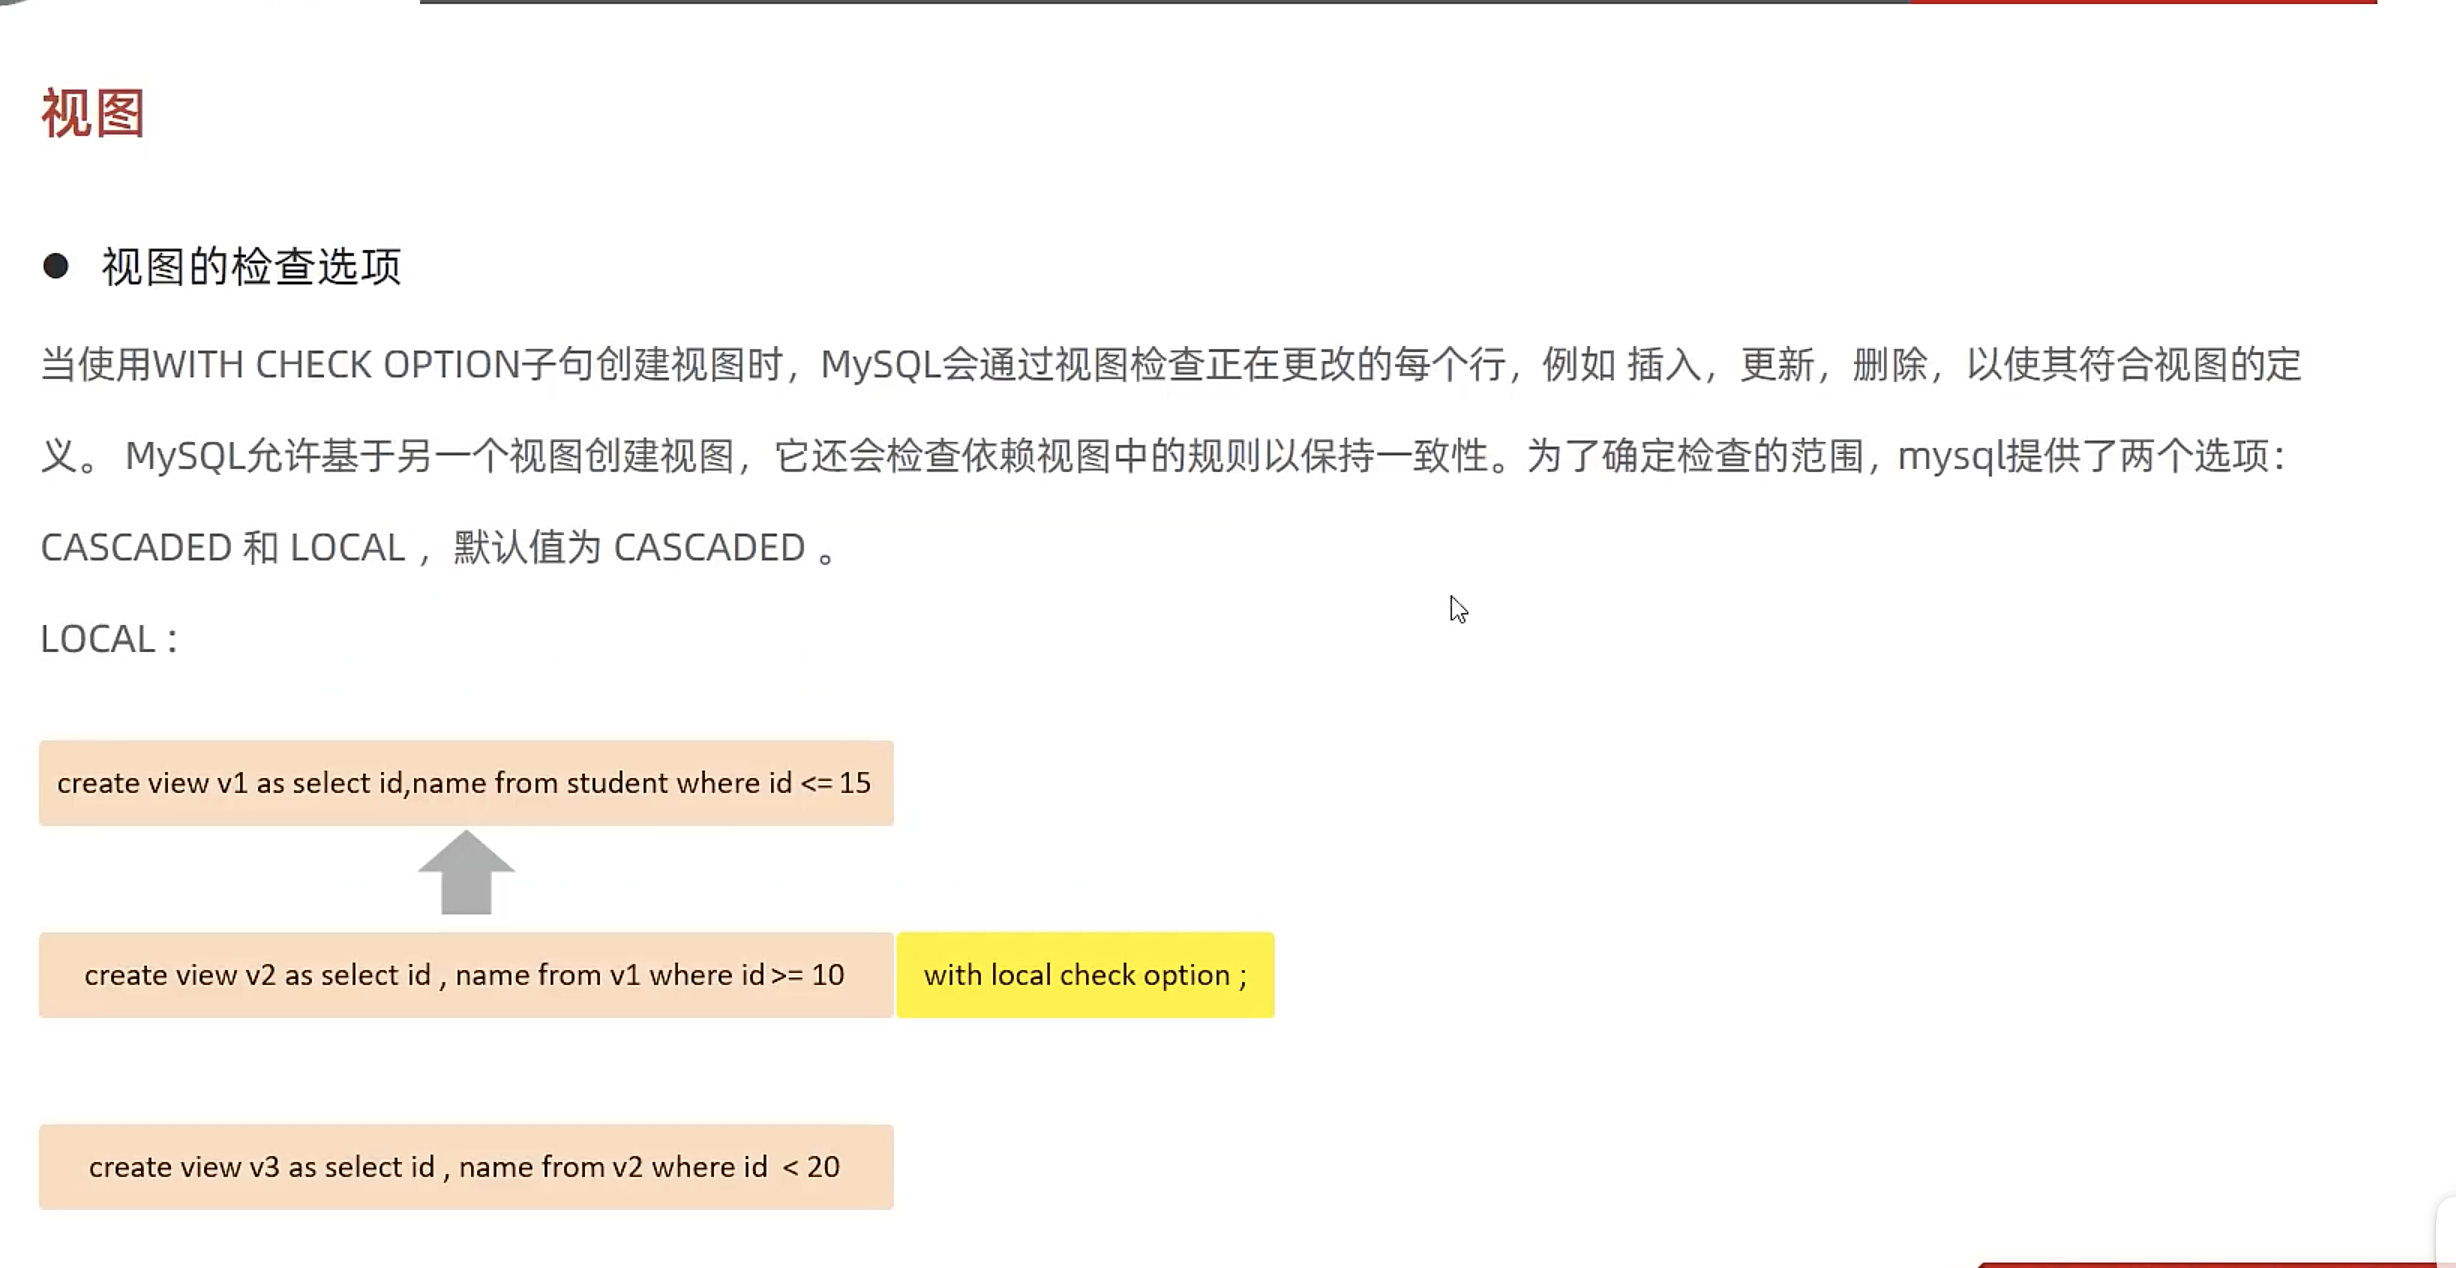 视图
● 视图的检查选项
当使用WITH CHECK OPTION子句创建视图时，MySQL会通过视图检查正在更改的每个行，例如 插入，更新，删除，以使其符合视图的定
义。 MySQL允许基于另一个视图创建视图，它还会检查依赖视图中的规则以保持一致性。为了确定检查的范围，mysql提供了两个选项：
CASCADED 和 LOCAL ，默认值为 CASCADED 。
LOCAL :
create view v1 as select id,name from student where id <= 15
create view v2 as select id , name from v1 where id >= 10 with local check option ;
create view v3 as select id , name from v2 where id < 20